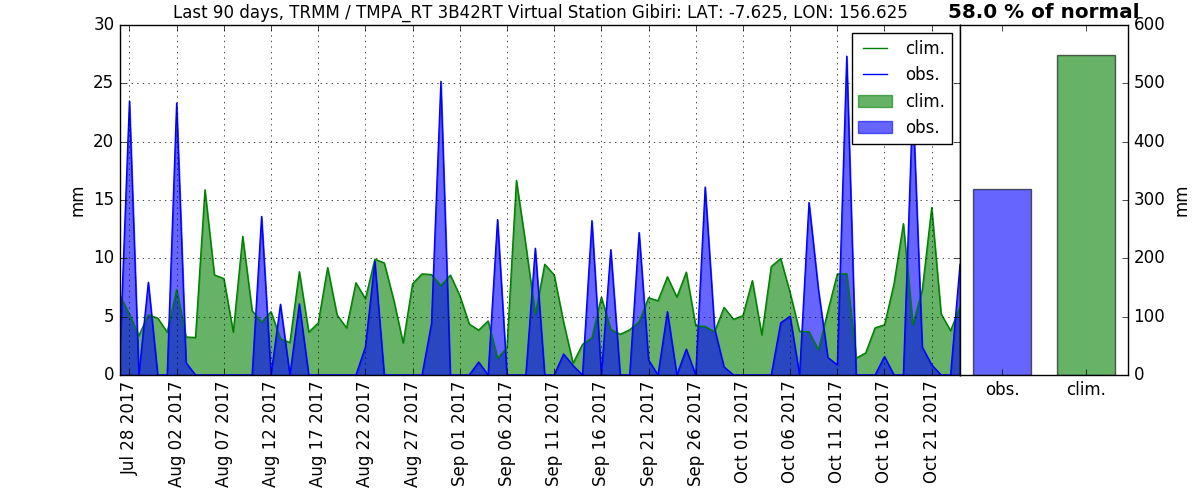 Last 90 days, TRMM / TMPA_RT 3B42RT Virtual Station Gibiri: LAT: -7.625, LON: 156.625
58.0 % of normal
30
25
20
15
10
5
0
mm
clim.
obs.
clim.
obs.
Jul 28 2017
Aug 02 2017
Aug 07 2017
Aug 12 2017
Aug 17 2017
Aug 22 2017
Aug 27 2017
Sep 01 2017
Sep 06 2017
Sep 11 2017
Sep 16 2017
Sep 21 2017
Sep 26 2017
Oct 01 2017
Oct 06 2017
Oct 11 2017
Oct 16 2017
Oct 21 2017
600
500
400
300
200
100
0
mm
obs.
clim.